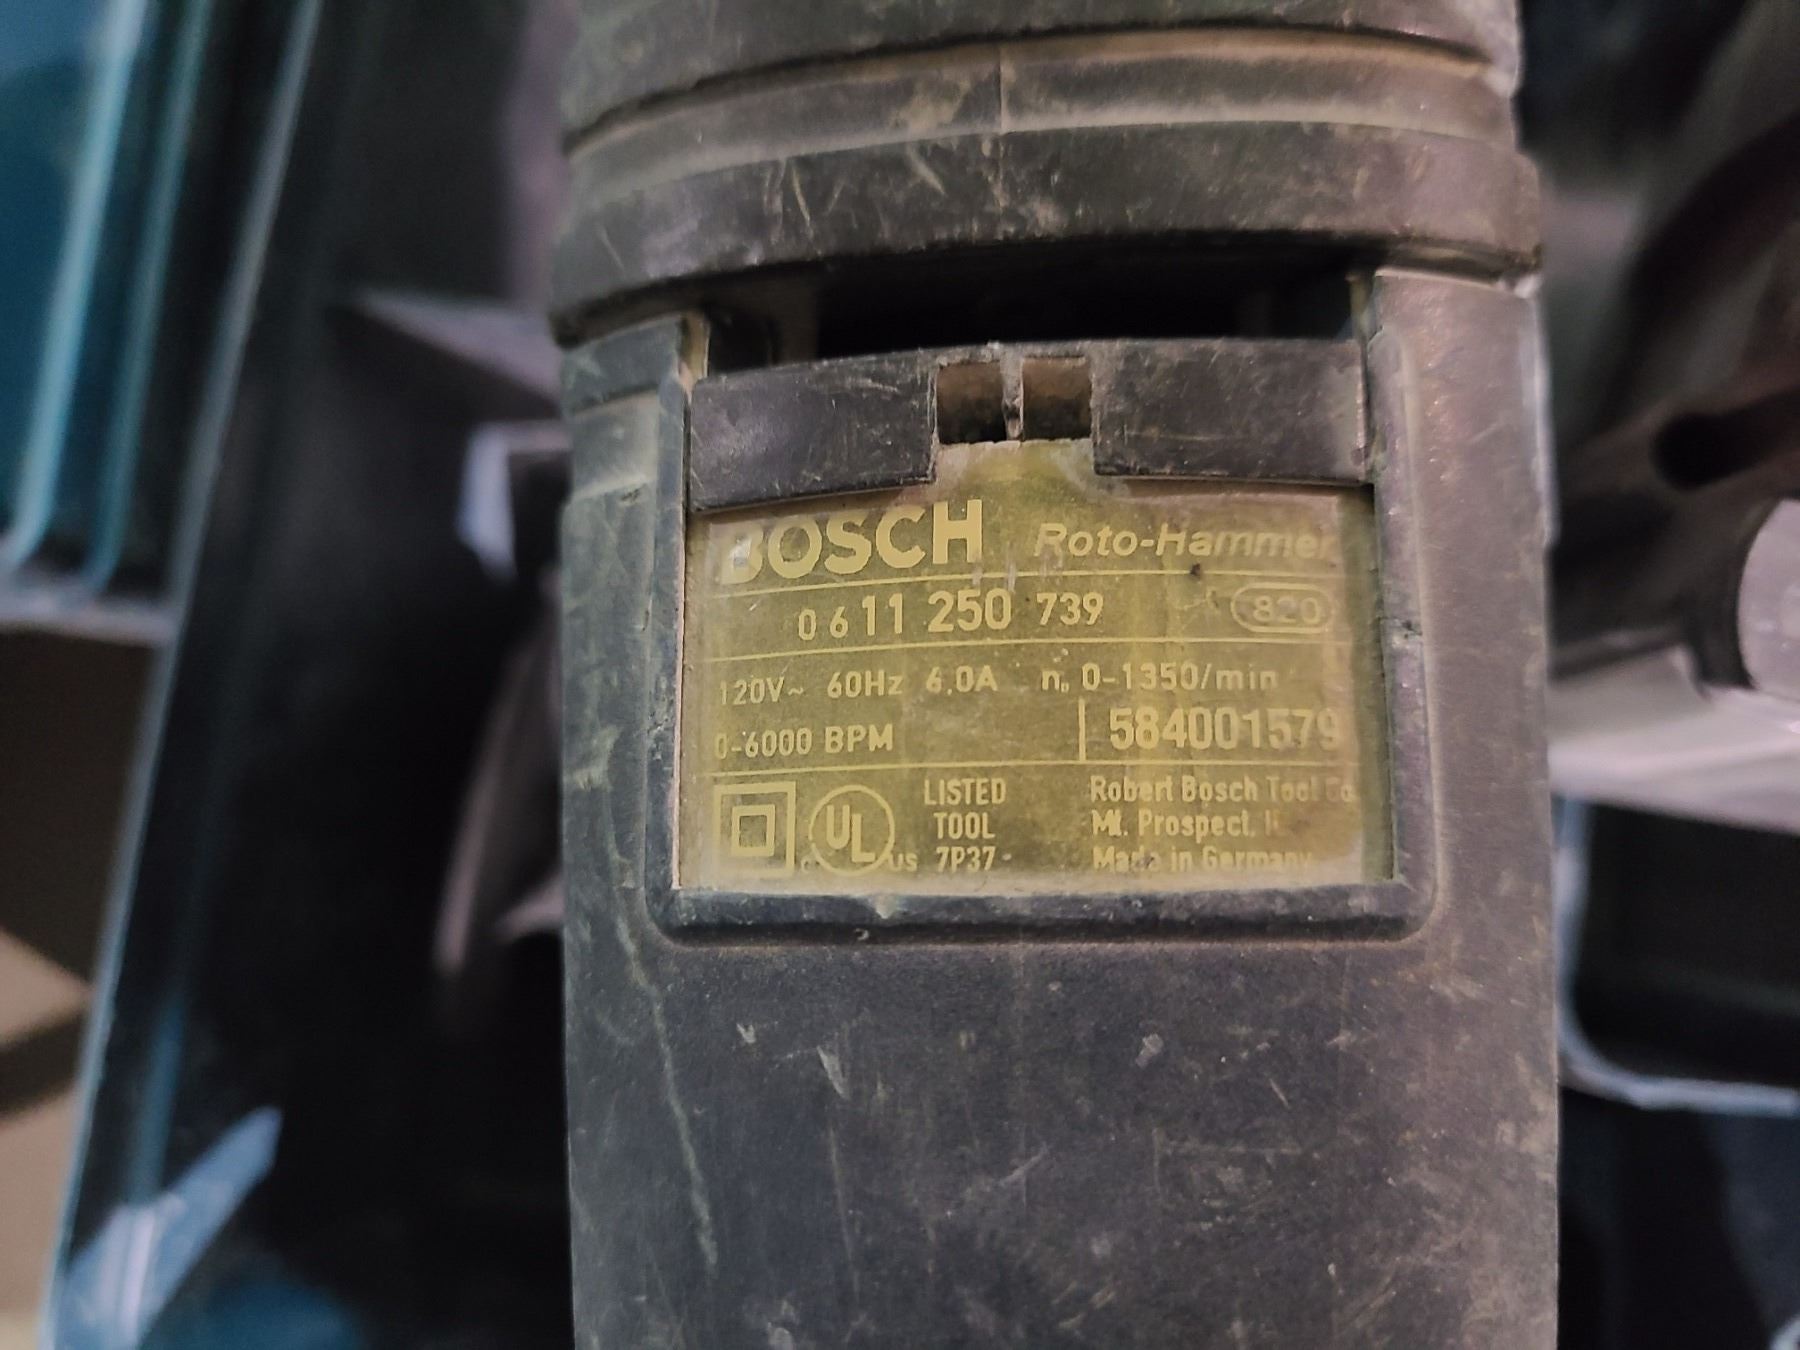 BOSCH Roto-Hammer
0 611 250 739 820
120V~ 60Hz 6.0A n₀ 0-1350/min
0-6000 BPM 584001579
c UL US LISTED TOOL 7P37
Robert Bosch Tool Co.
Mt. Prospect, IL
Made in Germany